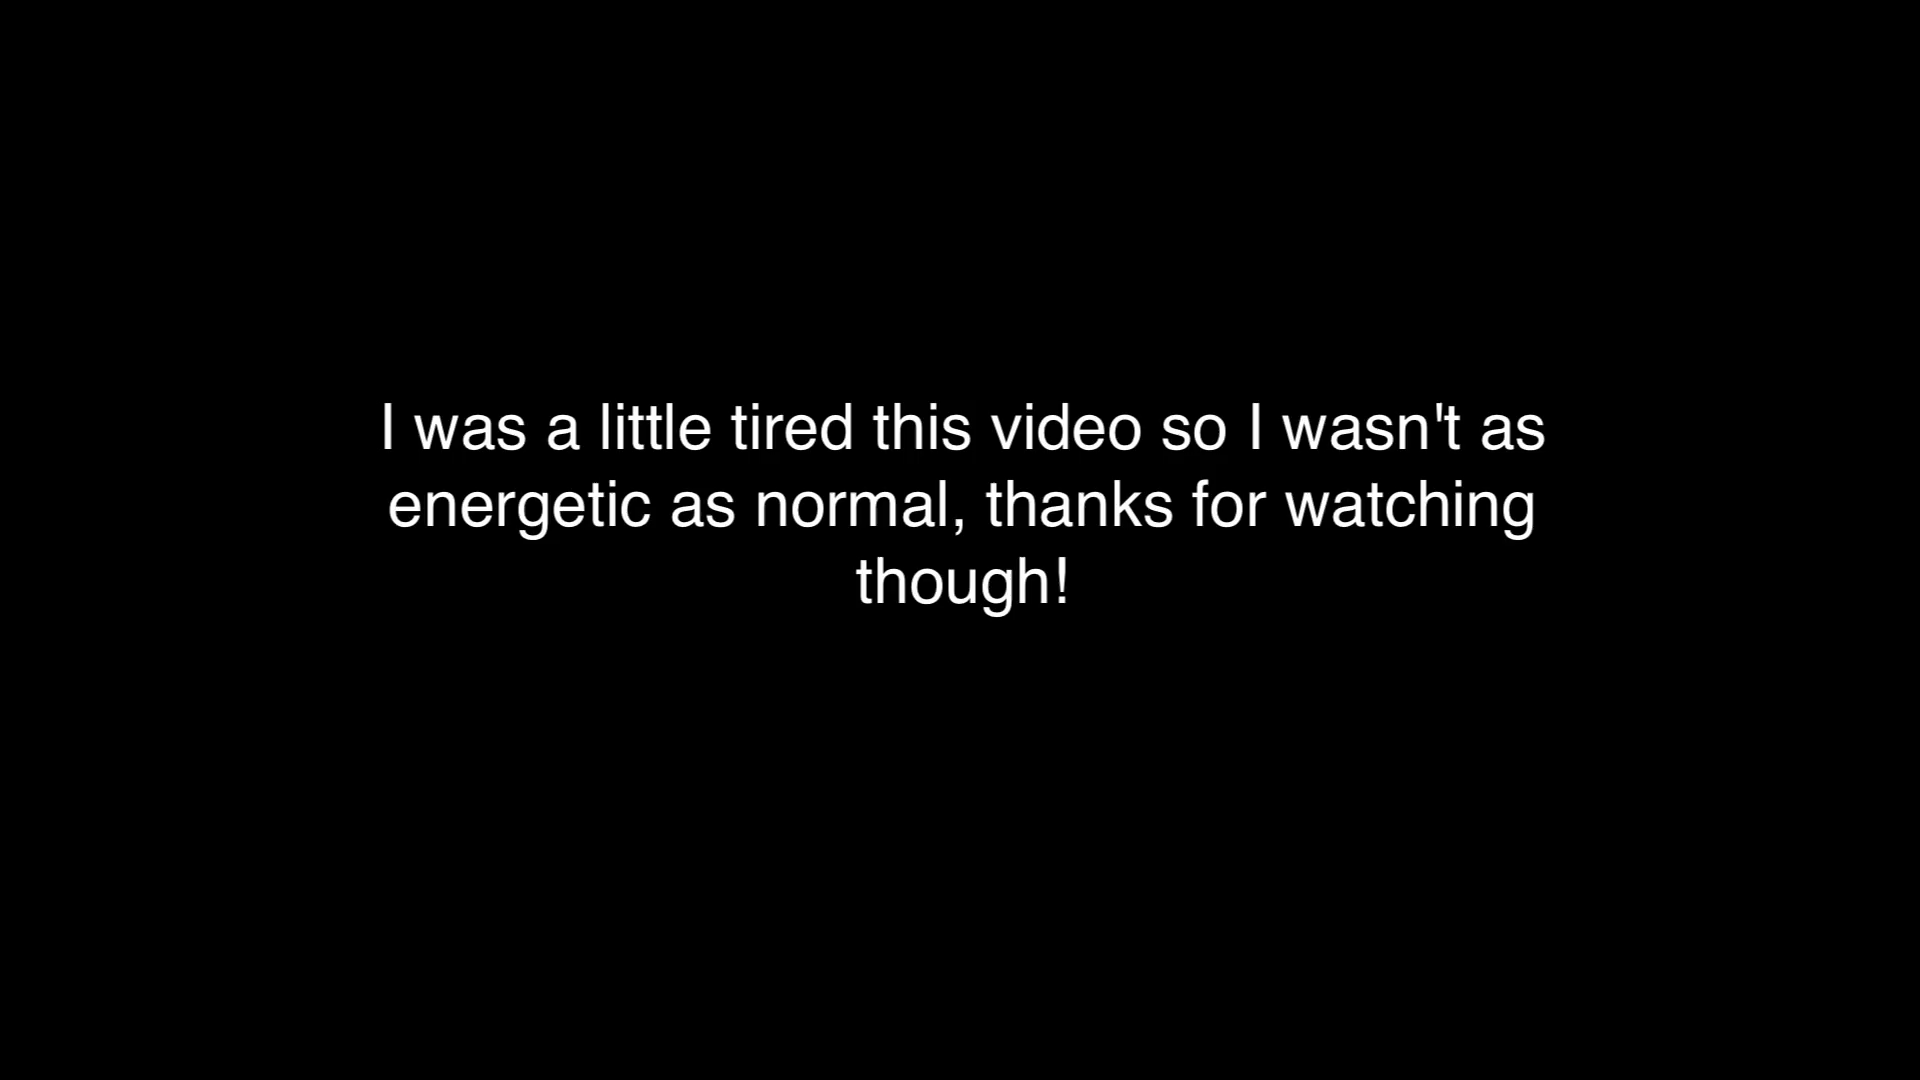 I was a little tired this video so I wasn't as
energetic as normal, thanks for watching
though!